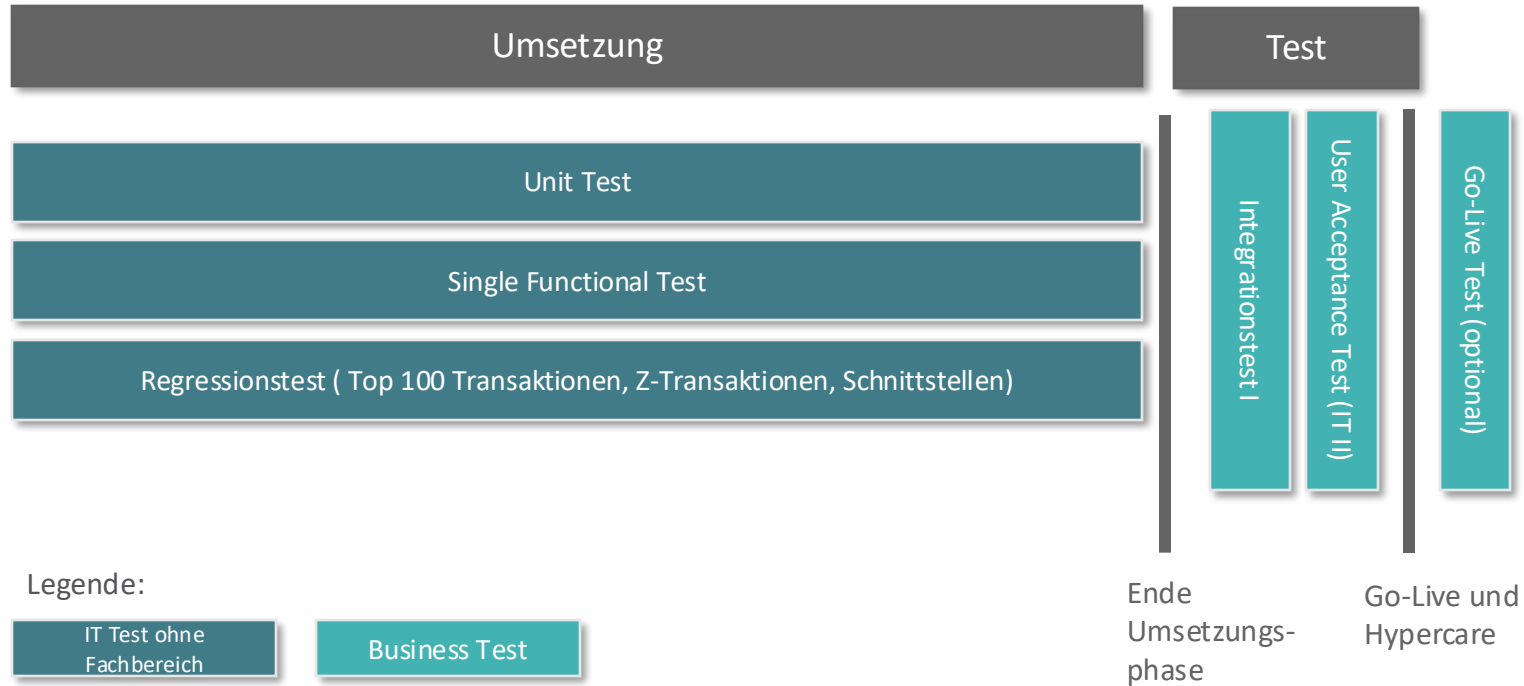 Umsetzung
Test
Unit Test
Single Functional Test
Regressionstest ( Top 100 Transaktionen, Z-Transaktionen, Schnittstellen)
Integrationstest I
User Acceptance Test (IT II)
Go-Live Test (optional)
Legende:
IT Test ohne
Fachbereich
Business Test
Ende
Umsetzungs-
phase
Go-Live und
Hypercare